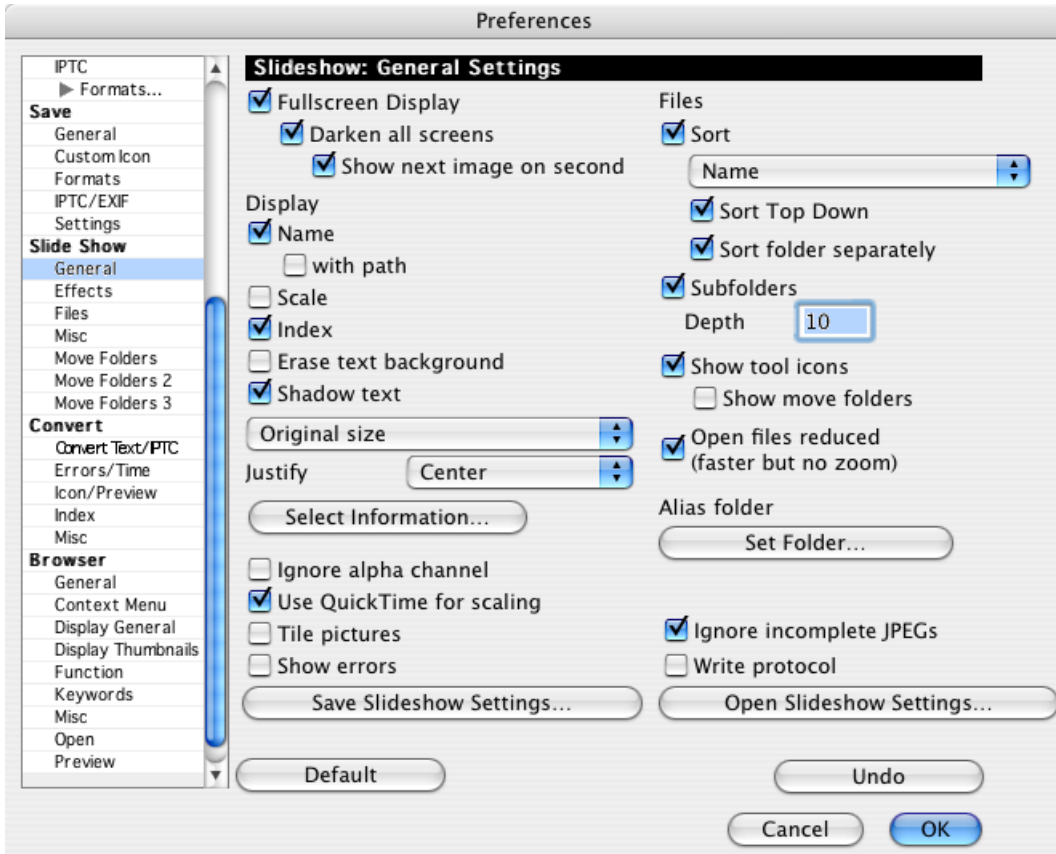 Preferences
IPTC
Formats...
Save
General
Custom Icon
Formats
IPTC/EXIF
Settings
Slide Show
General
Effects
Files
Misc
Move Folders
Move Folders 2
Move Folders 3
Convert
Convert Text/IPTC
Errors/Time
Icon/Preview
Index
Misc
Browser
General
Context Menu
Display General
Display Thumbnails
Function
Keywords
Misc
Open
Preview
Slideshow: General Settings
Fullscreen Display
Darken all screens
Show next image on second
Display
Name
with path
Scale
Index
Erase text background
Shadow text
Original size
Justify Center
Select Information...
Ignore alpha channel
Use QuickTime for scaling
Tile pictures
Show errors
Save Slideshow Settings...
Files
Sort
Name
Sort Top Down
Sort folder separately
Subfolders
Depth 10
Show tool icons
Show move folders
Open files reduced
(faster but no zoom)
Alias folder
Set Folder...
Ignore incomplete JPEGs
Write protocol
Open Slideshow Settings...
Default
Undo
Cancel
OK